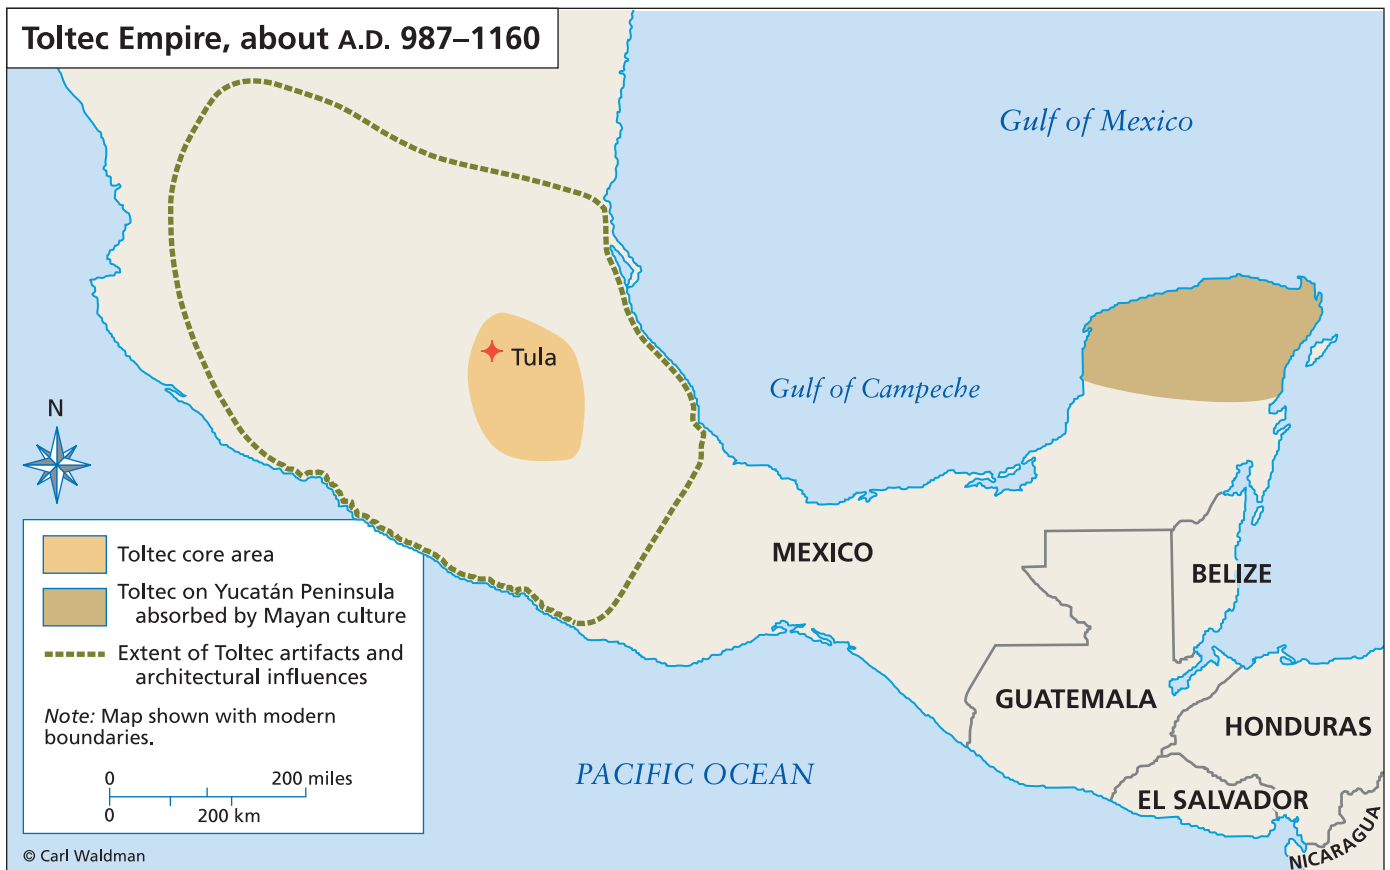 Toltec Empire, about A.D. 987–1160
Gulf of Mexico
Gulf of Campeche
Tula
N
MEXICO
BELIZE
GUATEMALA
HONDURAS
EL SALVADOR
NICARAGUA
PACIFIC OCEAN
Toltec core area
Toltec on Yucatán Peninsula
absorbed by Mayan culture
Extent of Toltec artifacts and
architectural influences
Note: Map shown with modern
boundaries.
0 200 miles
0 200 km
© Carl Waldman